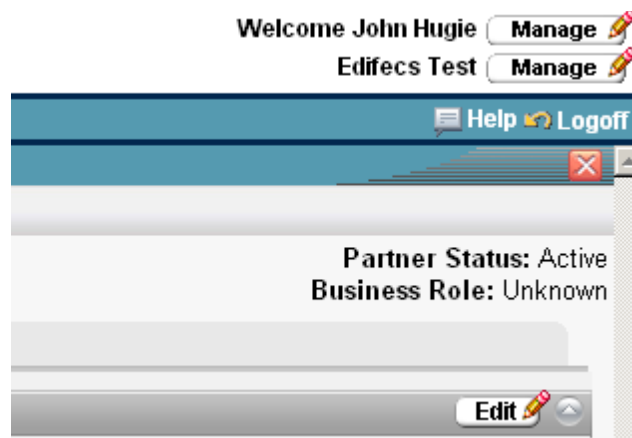 Welcome John Hugie Manage
Edifecs Test Manage
Help Logoff
Partner Status: Active
Business Role: Unknown
Edit